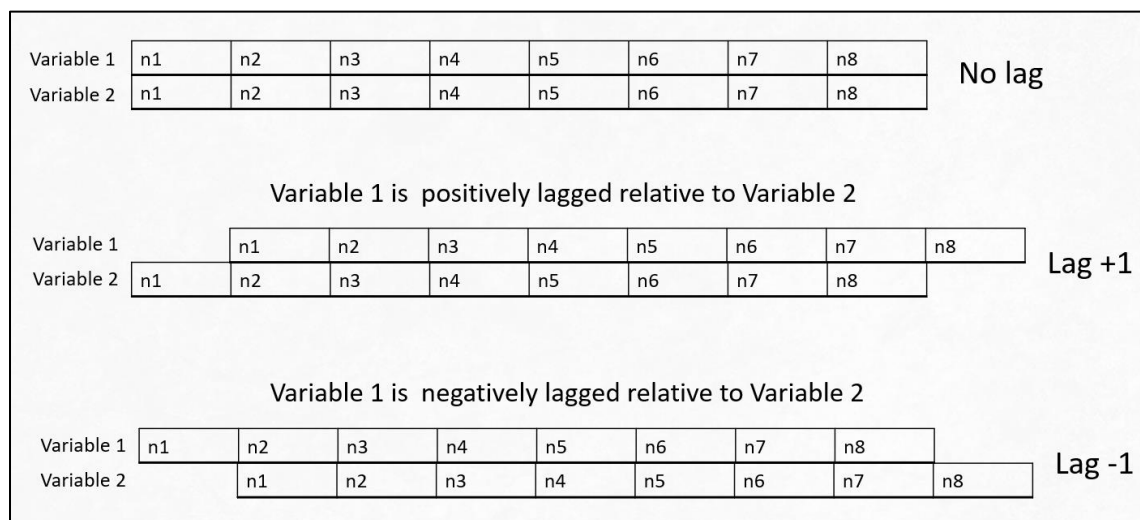 Variable 1 n1 n2 n3 n4 n5 n6 n7 n8
Variable 2 n1 n2 n3 n4 n5 n6 n7 n8
No lag
Variable 1 is positively lagged relative to Variable 2
Variable 1 n1 n2 n3 n4 n5 n6 n7 n8
Variable 2 n1 n2 n3 n4 n5 n6 n7 n8
Lag +1
Variable 1 is negatively lagged relative to Variable 2
Variable 1 n1 n2 n3 n4 n5 n6 n7 n8
Variable 2 n1 n2 n3 n4 n5 n6 n7 n8
Lag -1